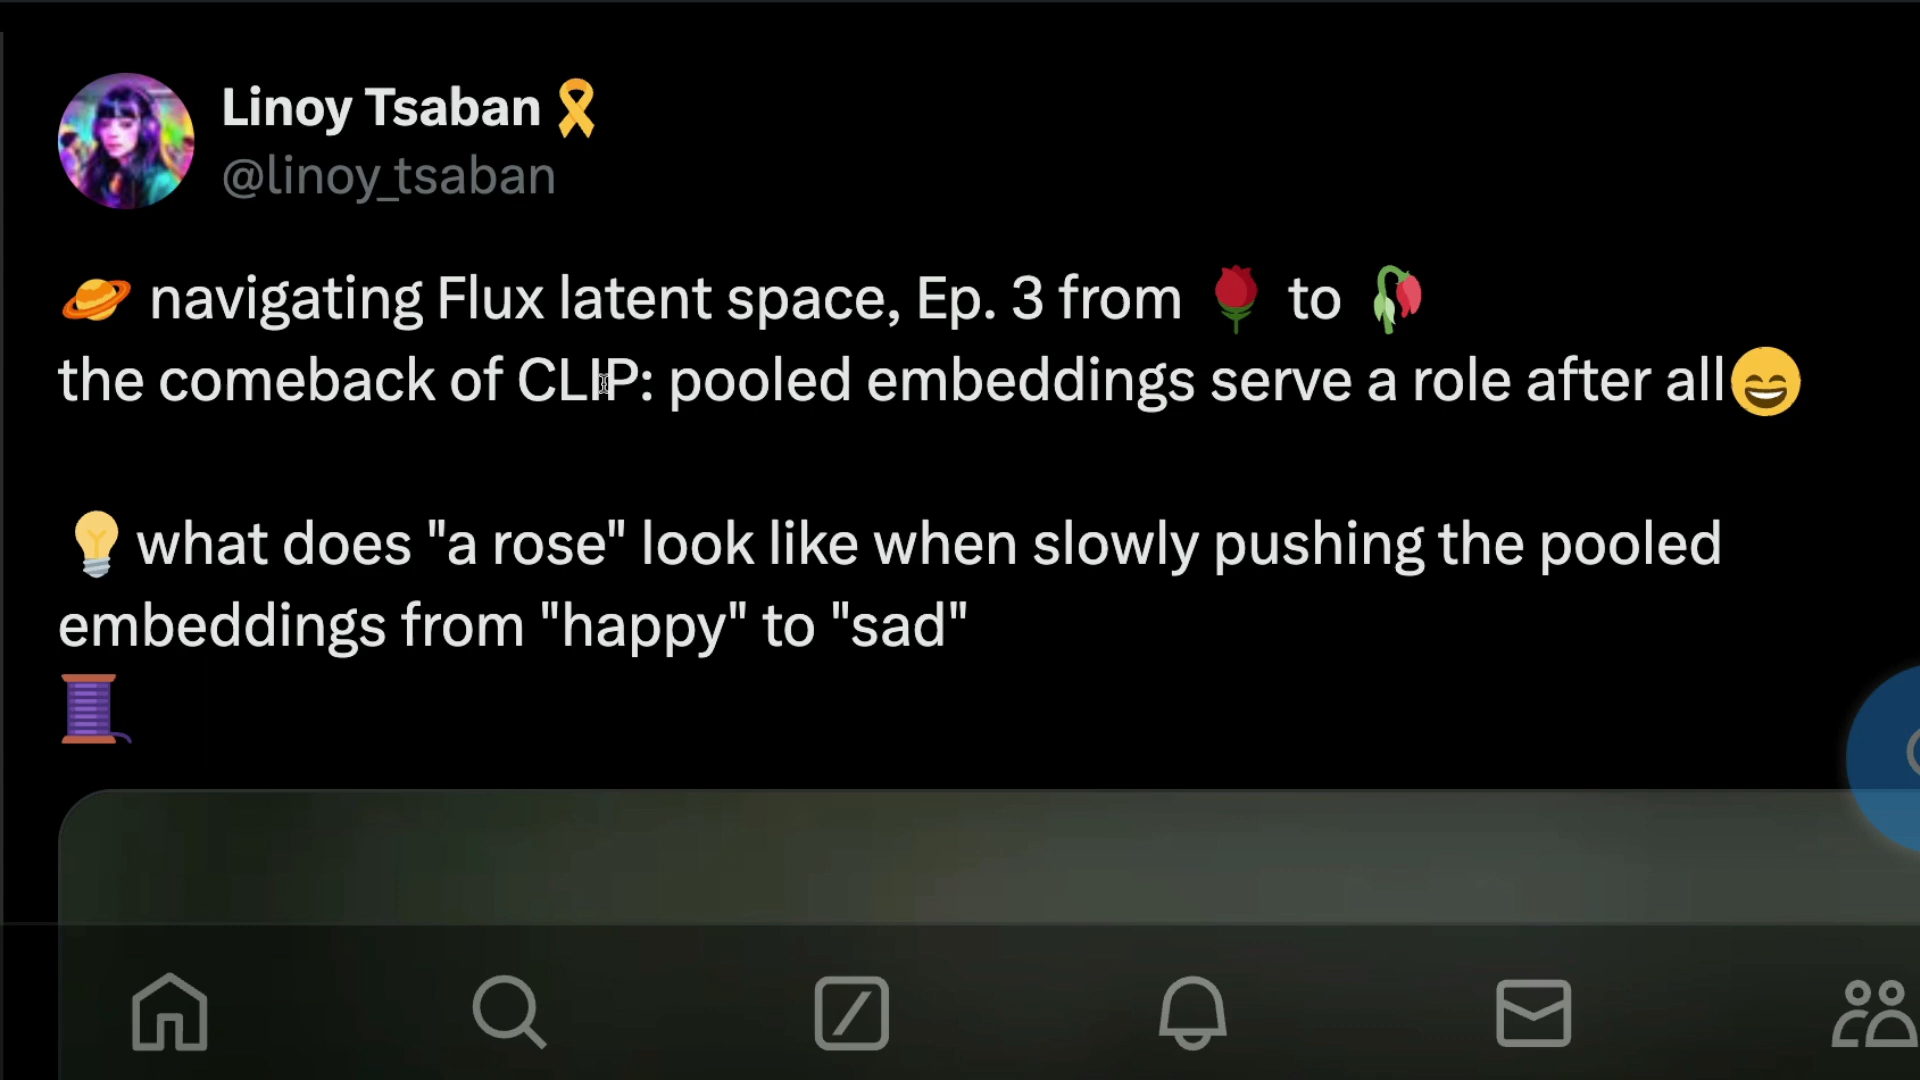 Linoy Tsaban 🎗
@linoy_tsaban
🪐 navigating Flux latent space, Ep. 3 from 🌹 to 🥀
the comeback of CLIP: pooled embeddings serve a role after all😄
💡what does "a rose" look like when slowly pushing the pooled
embeddings from "happy" to "sad"
🧵